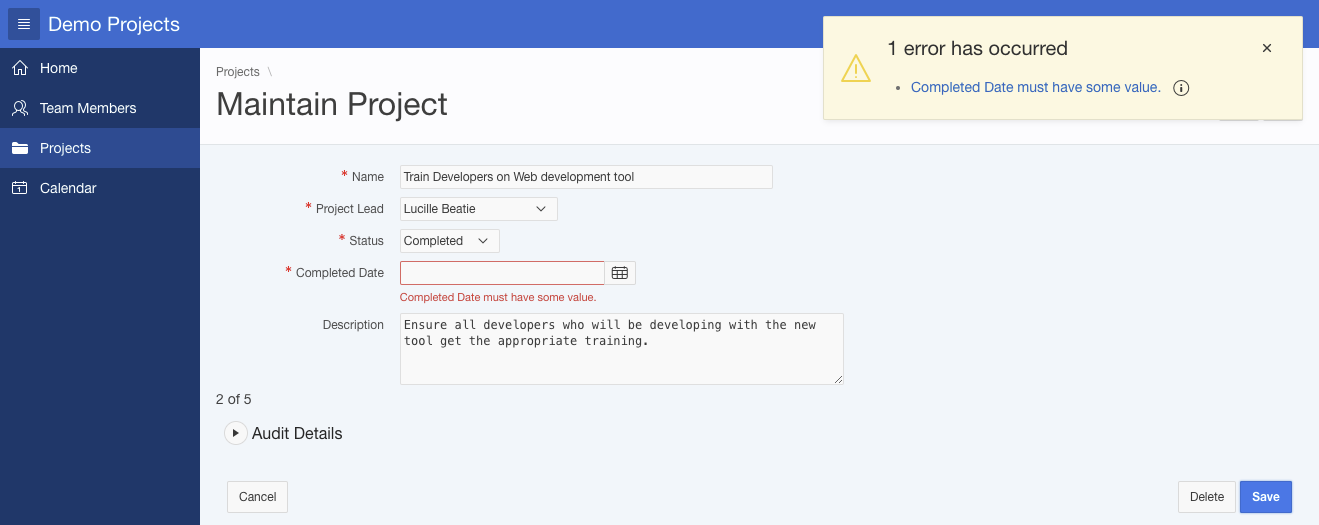 Demo Projects
1 error has occurred
Completed Date must have some value.
Home
Team Members
Projects
Calendar
Projects \
Maintain Project
* Name Train Developers on Web development tool
* Project Lead Lucille Beatie
* Status Completed
* Completed Date
Completed Date must have some value.
Description Ensure all developers who will be developing with the new
tool get the appropriate training.
2 of 5
Audit Details
Cancel Delete Save